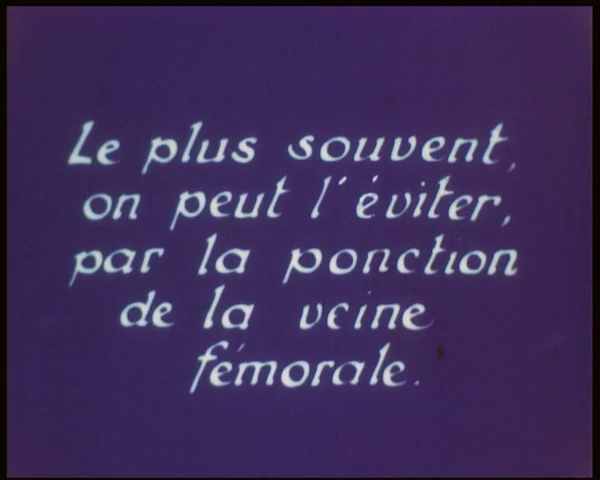 Le plus souvent,
on peut l'éviter,
par la ponction
de la veine
fémorale.